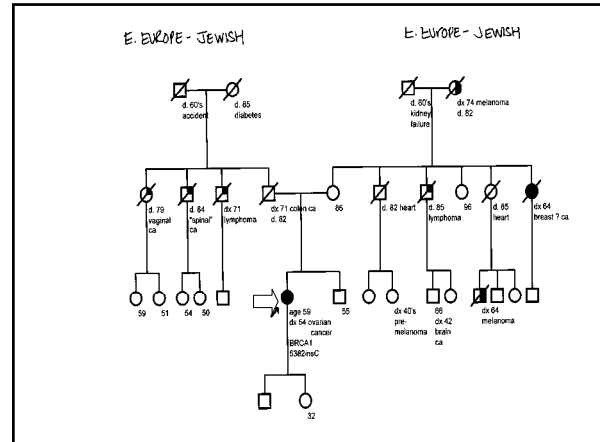 E. EUROPE - JEWISH
E. EUROPE - JEWISH
d. 60's
accident
d. 85
diabetes
d. 60's
kidney
failure
dx 74 melanoma
d. 82
d. 79
vaginal
ca
d. 84
"spinal"
ca
dx 71
lymphoma
dx 71 colon ca
d. 82
86
d. 82 heart
d. 85
lymphoma
96
d. 85
heart
dx 64
breast ? ca
59
51
54
50
age 59
dx 54 ovarian
cancer
BRCA1
5382insC
55
dx 40's
pre-
melanoma
66
dx 42
brain
ca
dx 64
melanoma
32